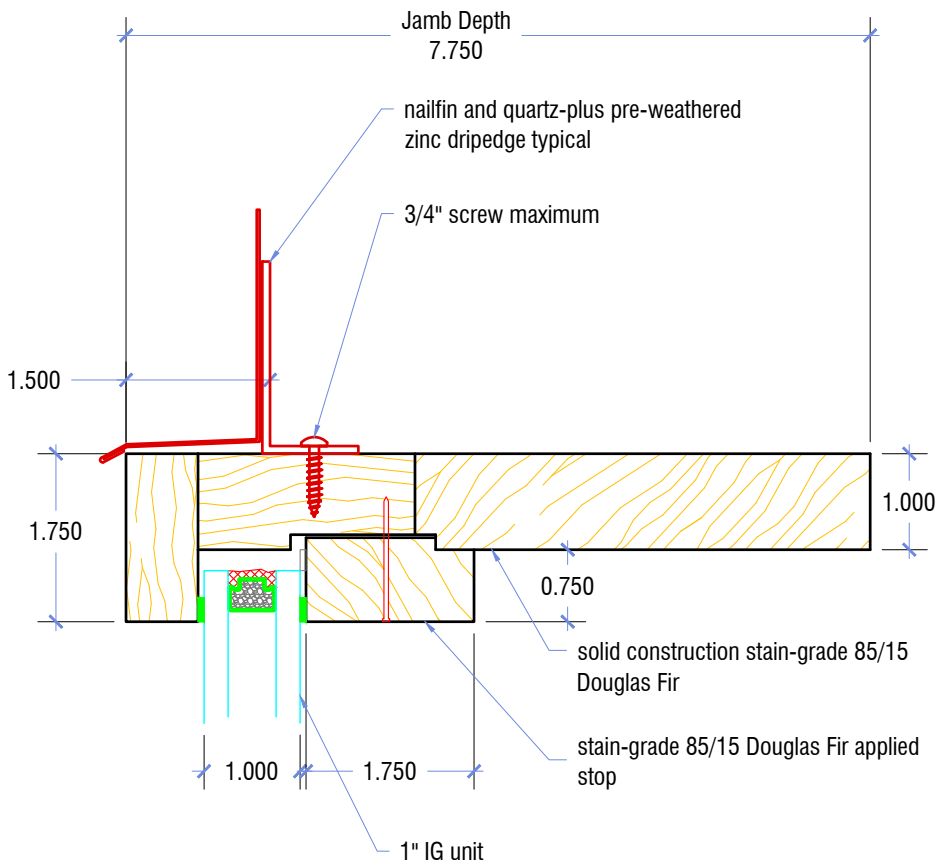 Jamb Depth
7.750
nailfin and quartz-plus pre-weathered
zinc dripedge typical
3/4" screw maximum
1.500
1.750
1.000
0.750
solid construction stain-grade 85/15
Douglas Fir
stain-grade 85/15 Douglas Fir applied
stop
1.000
1.750
1" IG unit